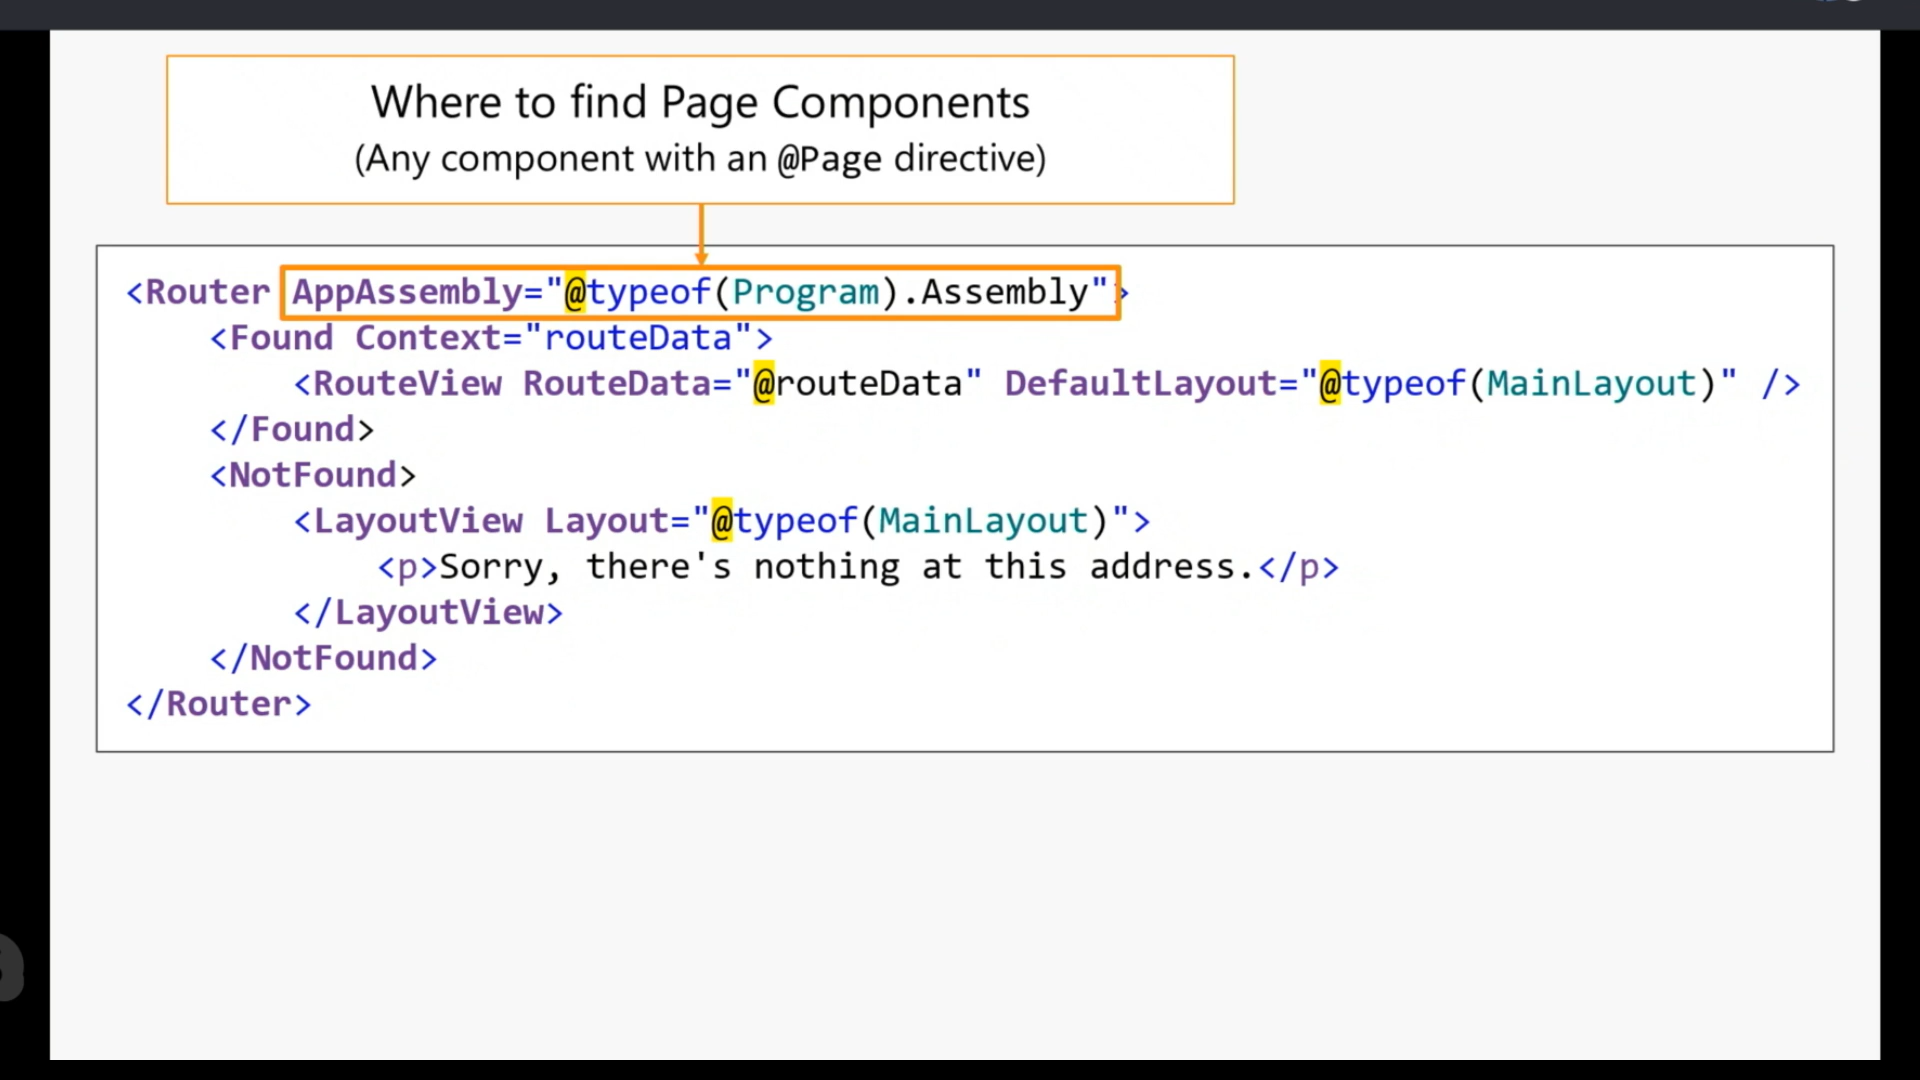 Where to find Page Components
(Any component with an @Page directive)
<Router AppAssembly="@typeof(Program).Assembly">
<Found Context="routeData">
<RouteView RouteData="@routeData" DefaultLayout="@typeof(MainLayout)" />
</Found>
<NotFound>
<LayoutView Layout="@typeof(MainLayout)">
<p>Sorry, there's nothing at this address.</p>
</LayoutView>
</NotFound>
</Router>